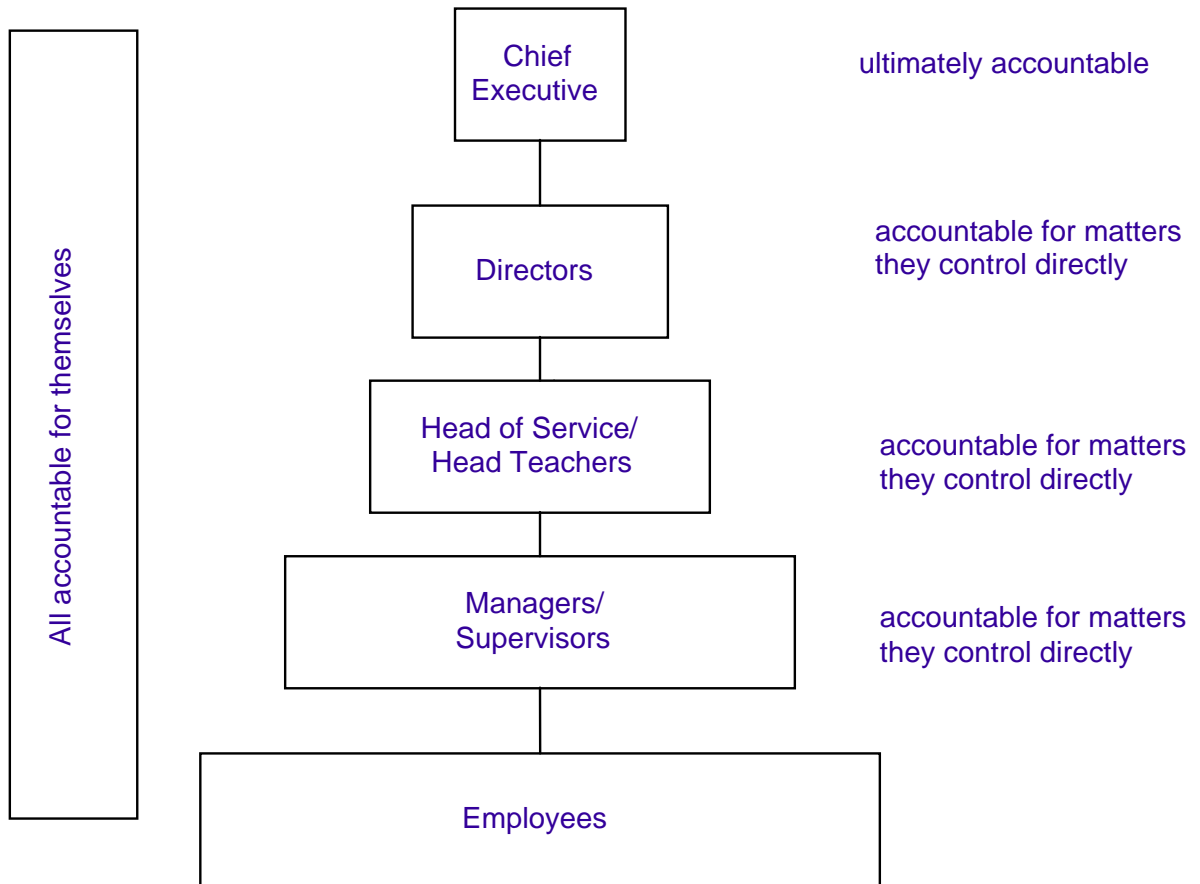 Chief
Executive
ultimately accountable
Directors
accountable for matters
they control directly
Head of Service/
Head Teachers
accountable for matters
they control directly
Managers/
Supervisors
accountable for matters
they control directly
Employees
All accountable for themselves